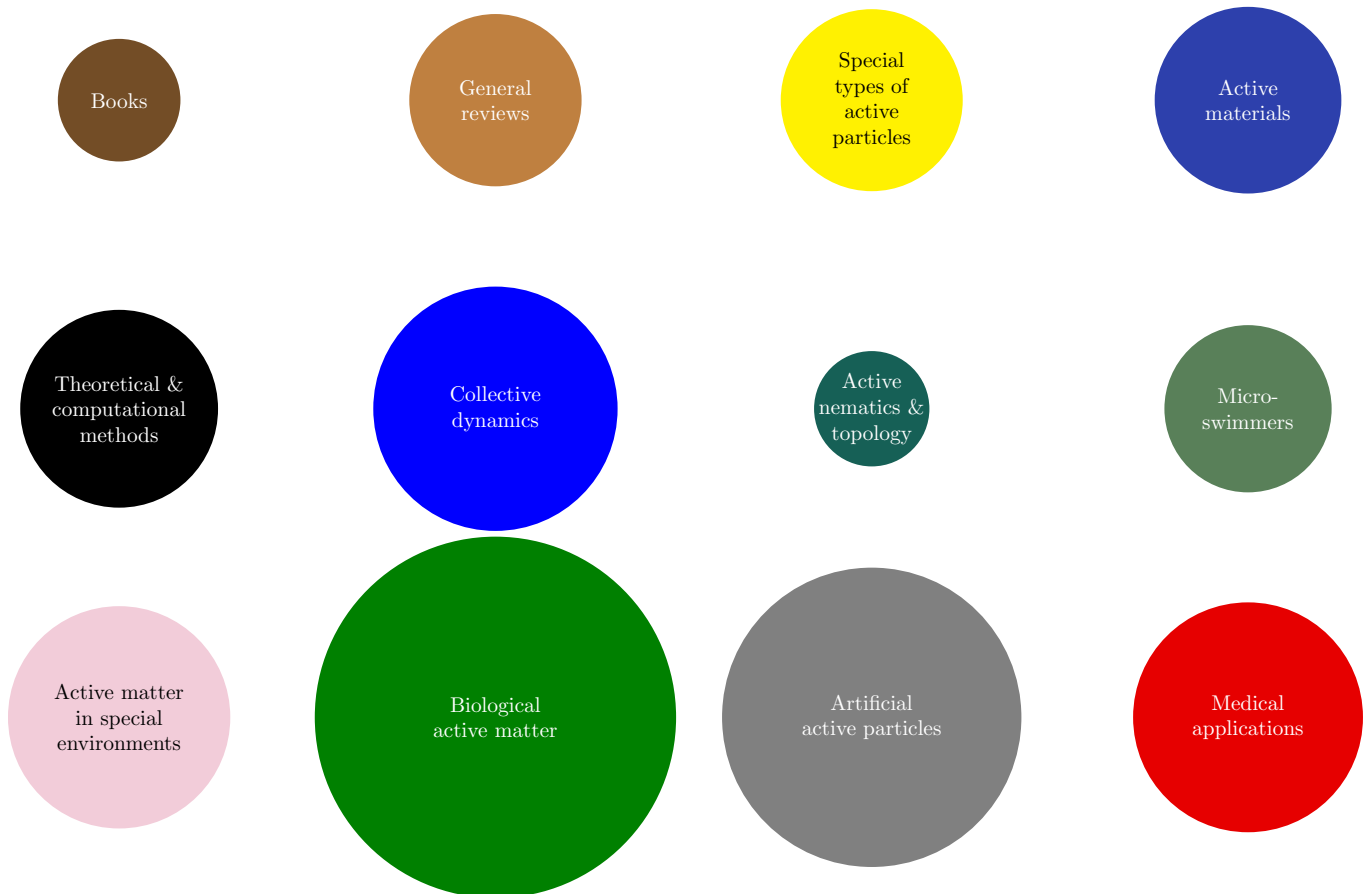 Books
General
reviews
Special
types of
active
particles
Active
materials
Theoretical &
computational
methods
Collective
dynamics
Active
nematics &
topology
Micro-
swimmers
Active matter
in special
environments
Biological
active matter
Artificial
active particles
Medical
applications